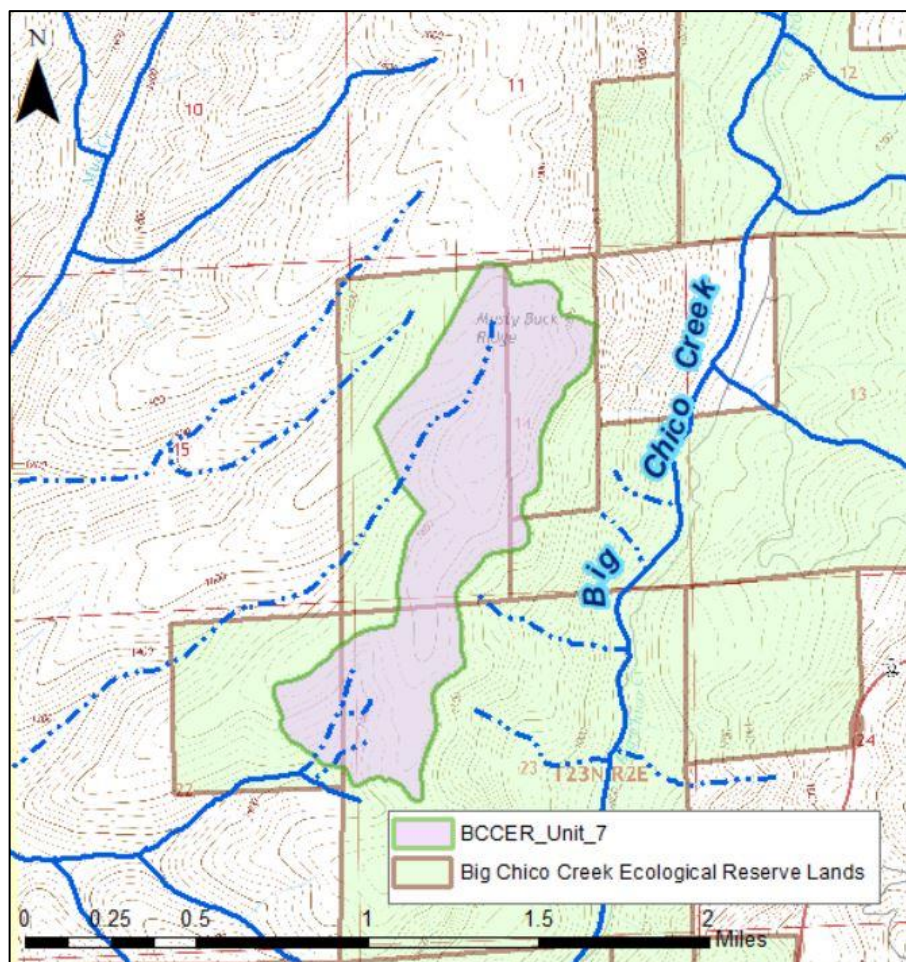 N
10
11
12
Musty Buck
Ridge
Big Chico Creek
13
14
15
22
23
T23N R2E
24
BCCER_Unit_7
Big Chico Creek Ecological Reserve Lands
0 0.25 0.5 1 1.5 2
Miles